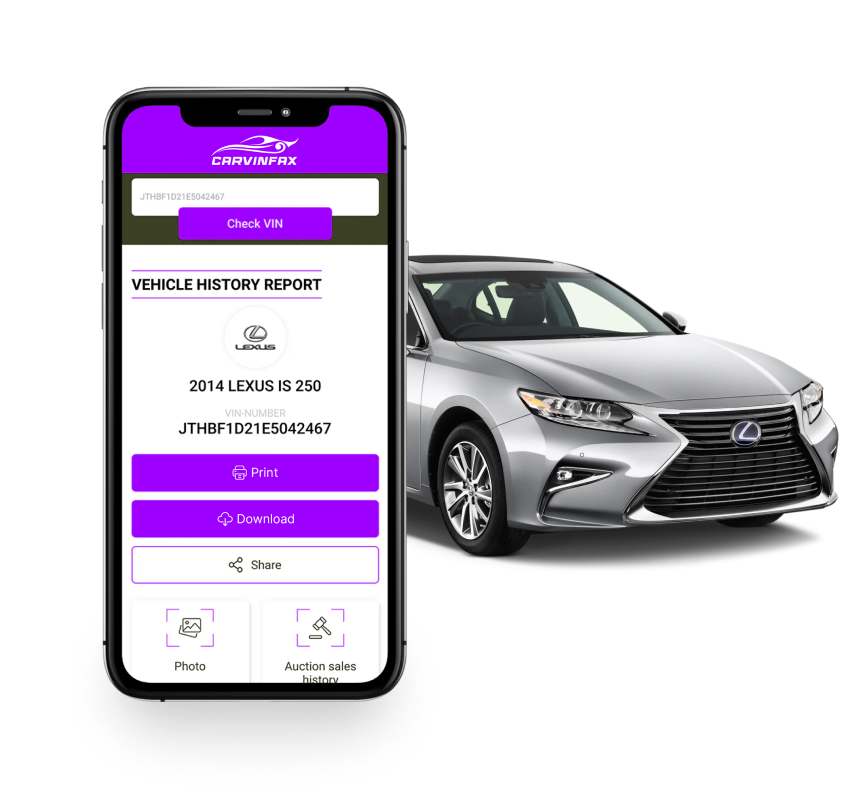 CARVINFAX
JTHBF1D21E5042467
Check VIN
VEHICLE HISTORY REPORT
LEXUS
2014 LEXUS IS 250
VIN-NUMBER
JTHBF1D21E5042467
Print
Download
Share
Photo
Auction sales
history